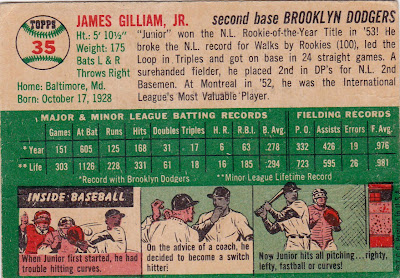 TOPPS
35
JAMES GILLIAM, JR.
second base BROOKLYN DODGERS
Ht.: 5' 10½"
Weight: 175
Bats L & R
Throws Right
Home: Baltimore, Md.
Born: October 17, 1928
"Junior" won the N.L. Rookie-of-the-Year Title in '53! He
broke the N.L. record for Walks by Rookies (100), led the
Loop in Triples and got on base in 24 straight games. A
surehanded fielder, he placed 2nd in DP's for N.L. 2nd
Basemen. At Montreal in '52, he was the International
League's Most Valuable Player.
MAJOR & MINOR LEAGUE BATTING RECORDS
FIELDING RECORDS
Games At Bat Runs Hits Doubles Triples H. R. R.B.I. B. Avg. P. O. Assists Errors F. Avg.
* Year 151 605 125 168 31 17 6 63 .278 332 426 19 .976
** Life 303 1126 228 331 61 18 16 185 .294 723 595 26 .981
*Record with Brooklyn Dodgers
**Minor League Lifetime Record
INSIDE BASEBALL
When Junior first started, he had
trouble hitting curves.
On the advice of a coach, he
decided to become a switch
hitter!
Now Junior hits all pitching...righty,
lefty, fastball or curves!